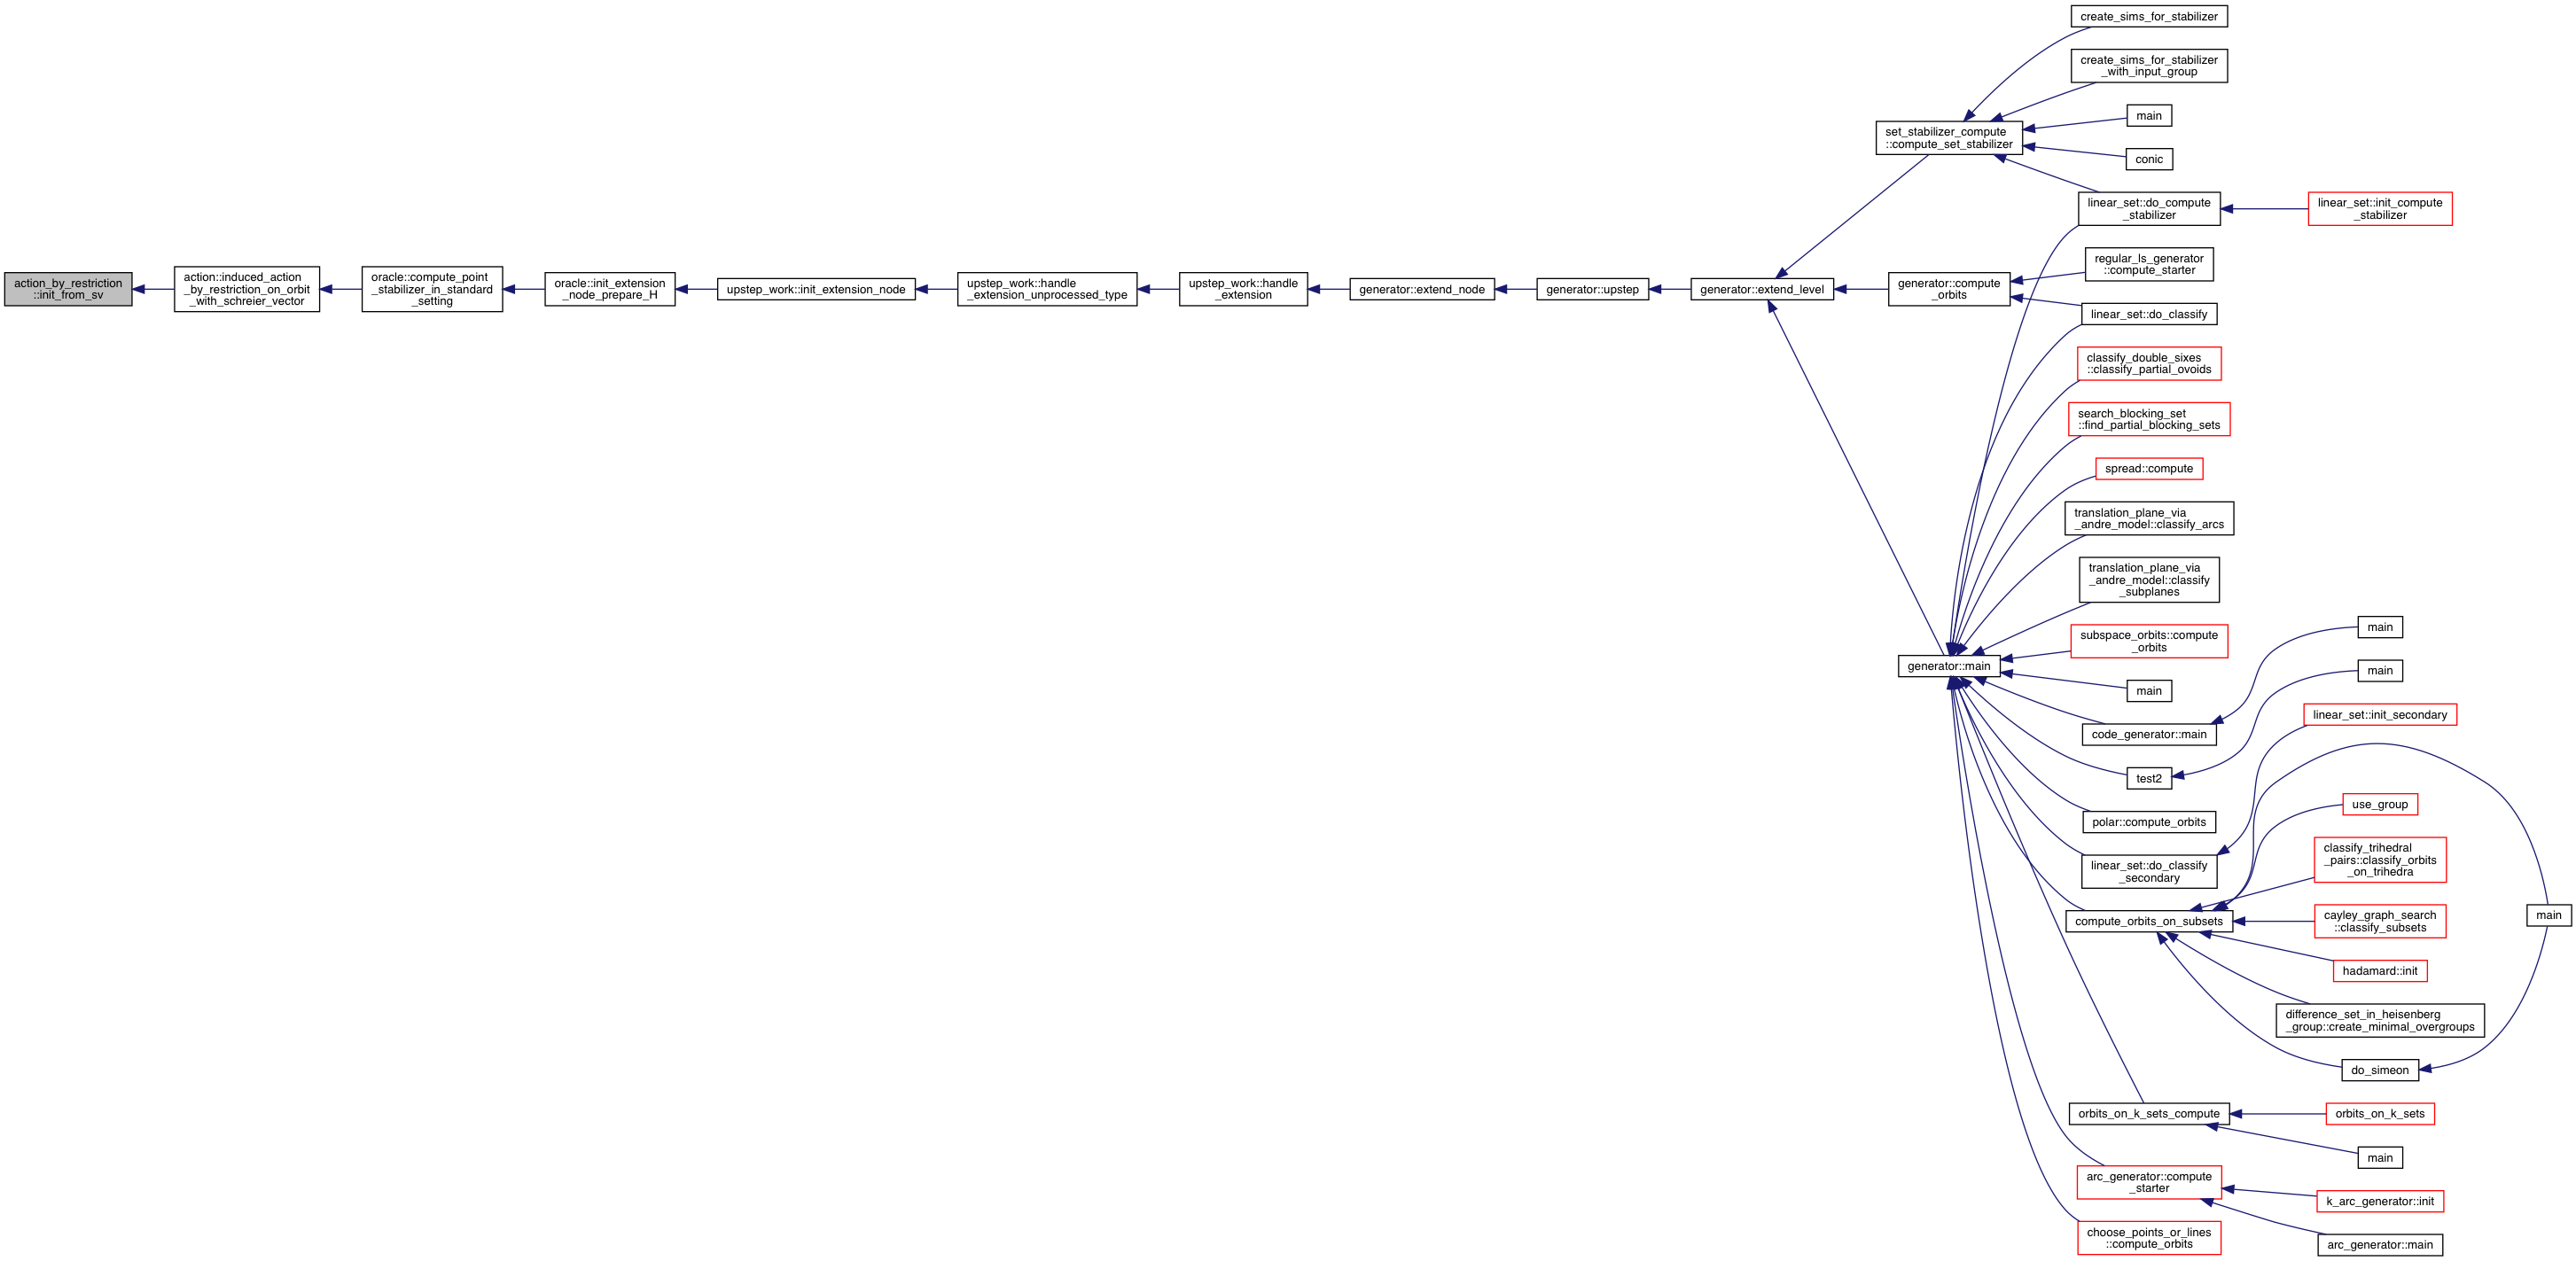 action_by_restriction
::init_from_sv
action::induced_action
_by_restriction_on_orbit
_with_schreier_vector
oracle::compute_point
_stabilizer_in_standard
_setting
oracle::init_extension
_node_prepare_H
upstep_work::init_extension_node
upstep_work::handle
_extension_unprocessed_type
upstep_work::handle
_extension
generator::extend_node
generator::upstep
generator::extend_level
set_stabilizer_compute
::compute_set_stabilizer
create_sims_for_stabilizer
create_sims_for_stabilizer
_with_input_group
main
conic
linear_set::do_compute
_stabilizer
linear_set::init_compute
_stabilizer
generator::compute
_orbits
regular_ls_generator
::compute_starter
linear_set::do_classify
classify_double_sixes
::classify_partial_ovoids
search_blocking_set
::find_partial_blocking_sets
spread::compute
translation_plane_via
_andre_model::classify_arcs
translation_plane_via
_andre_model::classify
_subplanes
subspace_orbits::compute
_orbits
generator::main
main
code_generator::main
main
test2
main
polar::compute_orbits
linear_set::do_classify
_secondary
linear_set::init_secondary
compute_orbits_on_subsets
use_group
classify_trihedral
_pairs::classify_orbits
_on_trihedra
cayley_graph_search
::classify_subsets
hadamard::init
difference_set_in_heisenberg
_group::create_minimal_overgroups
do_simeon
main
orbits_on_k_sets_compute
orbits_on_k_sets
main
arc_generator::compute
_starter
k_arc_generator::init
arc_generator::main
choose_points_or_lines
::compute_orbits